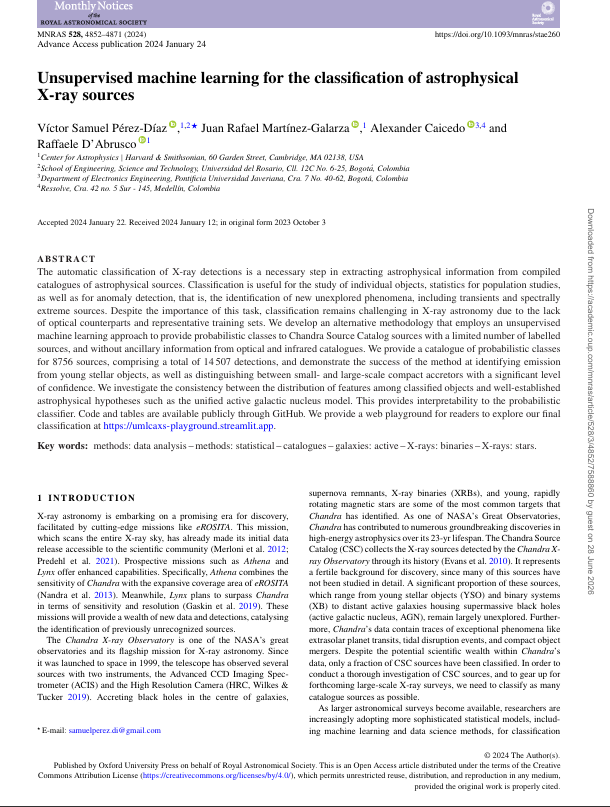 Monthly Notices
of the
ROYAL ASTRONOMICAL SOCIETY
MNRAS 528, 4852–4871 (2024)
https://doi.org/10.1093/mnras/stae260
Advance Access publication 2024 January 24
Unsupervised machine learning for the classification of astrophysical
X-ray sources
Víctor Samuel Pérez-Díaz,1,2★ Juan Rafael Martínez-Galarza,1 Alexander Caicedo3,4 and
Raffaele D’Abrusco1
1Center for Astrophysics | Harvard & Smithsonian, 60 Garden Street, Cambridge, MA 02138, USA
2School of Engineering, Science and Technology, Universidad del Rosario, Cll. 12C No. 6-25, Bogotá, Colombia
3Department of Electronics Engineering, Pontificia Universidad Javeriana, Cra. 7 No. 40-62, Bogotá, Colombia
4Ressolve, Cra. 42 no. 5 Sur - 145, Medellín, Colombia
Accepted 2024 January 22. Received 2024 January 12; in original form 2023 October 3
ABSTRACT
The automatic classification of X-ray detections is a necessary step in extracting astrophysical information from compiled
catalogues of astrophysical sources. Classification is useful for the study of individual objects, statistics for population studies,
as well as for anomaly detection, that is, the identification of new unexplored phenomena, including transients and spectrally
extreme sources. Despite the importance of this task, classification remains challenging in X-ray astronomy due to the lack
of optical counterparts and representative training sets. We develop an alternative methodology that employs an unsupervised
machine learning approach to provide probabilistic classes to Chandra Source Catalog sources with a limited number of labelled
sources, and without ancillary information from optical and infrared catalogues. We provide a catalogue of probabilistic classes
for 8756 sources, comprising a total of 14 507 detections, and demonstrate the success of the method at identifying emission
from young stellar objects, as well as distinguishing between small- and large-scale compact accretors with a significant level
of confidence. We investigate the consistency between the distribution of features among classified objects and well-established
astrophysical hypotheses such as the unified active galactic nucleus model. This provides interpretability to the probabilistic
classifier. Code and tables are available publicly through GitHub. We provide a web playground for readers to explore our final
classification at https://umlcaxs-playground.streamlit.app.
Key words: methods: data analysis – methods: statistical – catalogues – galaxies: active – X-rays: binaries – X-rays: stars.
1 INTRODUCTION
X-ray astronomy is embarking on a promising era for discovery,
facilitated by cutting-edge missions like eROSITA. This mission,
which scans the entire X-ray sky, has already made its initial data
release accessible to the scientific community (Merloni et al. 2012;
Predehl et al. 2021). Prospective missions such as Athena and
Lynx offer enhanced capabilities. Specifically, Athena combines the
sensitivity of Chandra with the expansive coverage area of eROSITA
(Nandra et al. 2013). Meanwhile, Lynx plans to surpass Chandra
in terms of sensitivity and resolution (Gaskin et al. 2019). These
missions will provide a wealth of new data and detections, catalysing
the identification of previously unrecognized sources.
The Chandra X-ray Observatory is one of the NASA’s great
observatories and its flagship mission for X-ray astronomy. Since
it was launched to space in 1999, the telescope has observed several
sources with two instruments, the Advanced CCD Imaging Spec-
trometer (ACIS) and the High Resolution Camera (HRC, Wilkes &
Tucker 2019). Accreting black holes in the centre of galaxies,
★ E-mail: samuelperez.di@gmail.com
supernova remnants, X-ray binaries (XRBs), and young, rapidly
rotating magnetic stars are some of the most common targets that
Chandra has identified. As one of NASA’s Great Observatories,
Chandra has contributed to numerous groundbreaking discoveries in
high-energy astrophysics over its 23-yr lifespan. The Chandra Source
Catalog (CSC) collects the X-ray sources detected by the Chandra X-
ray Observatory through its history (Evans et al. 2010). It represents
a fertile background for discovery, since many of this sources have
not been studied in detail. A significant proportion of these sources,
which range from young stellar objects (YSO) and binary systems
(XB) to distant active galaxies housing supermassive black holes
(active galactic nucleus, AGN), remain largely unexplored. Further-
more, Chandra’s data contain traces of exceptional phenomena like
extrasolar planet transits, tidal disruption events, and compact object
mergers. Despite the potential scientific wealth within Chandra’s
data, only a fraction of CSC sources have been classified. In order to
conduct a thorough investigation of CSC sources, and to gear up for
forthcoming large-scale X-ray surveys, we need to classify as many
catalogue sources as possible.
As larger astronomical surveys become available, researchers are
increasingly adopting more sophisticated statistical models, includ-
ing machine learning and data science methods, for classification
© 2024 The Author(s).
Published by Oxford University Press on behalf of Royal Astronomical Society. This is an Open Access article distributed under the terms of the Creative
Commons Attribution License (https://creativecommons.org/licenses/by/4.0/), which permits unrestricted reuse, distribution, and reproduction in any medium,
provided the original work is properly cited.
Downloaded from https://academic.oup.com/mnras/article/528/3/4852/7588860 by guest on 28 June 2026